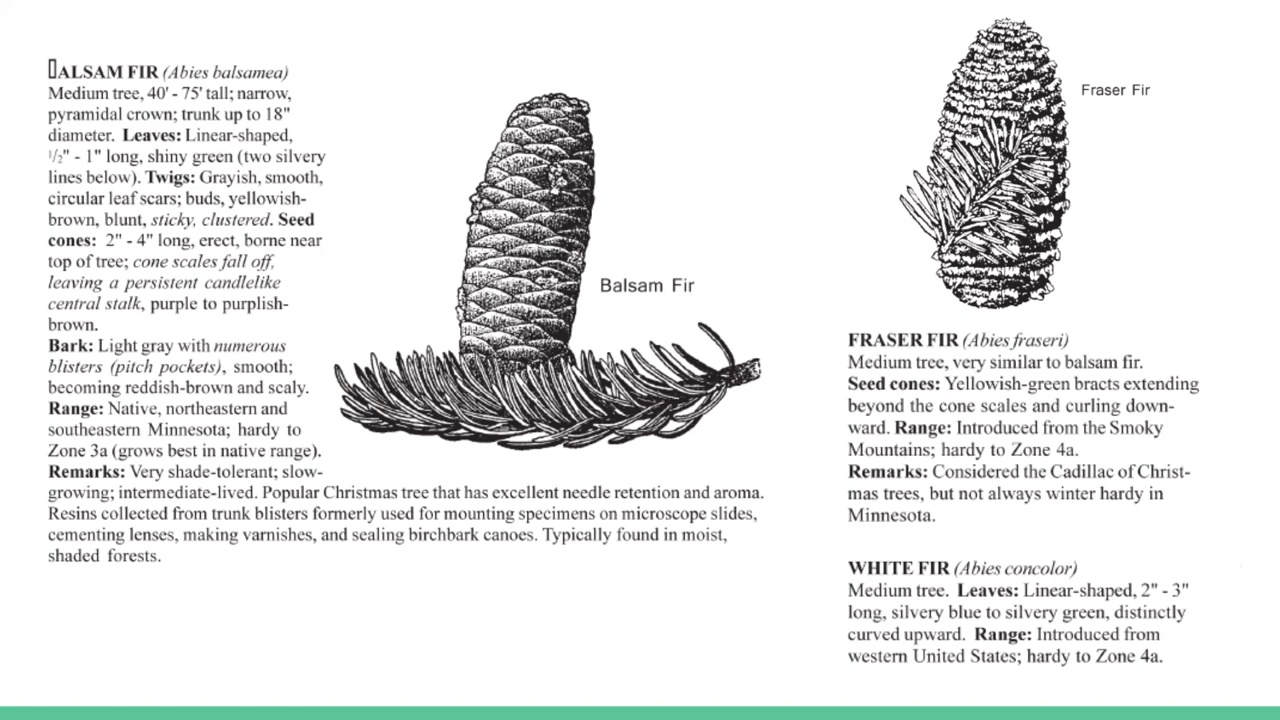 ALSAM FIR (Abies balsamea)
Medium tree, 40' - 75' tall; narrow,
pyramidal crown; trunk up to 18"
diameter. Leaves: Linear-shaped,
1/2" - 1" long, shiny green (two silvery
lines below). Twigs: Grayish, smooth,
circular leaf scars; buds, yellowish-
brown, blunt, sticky, clustered. Seed
cones: 2" - 4" long, erect, borne near
top of tree; cone scales fall off,
leaving a persistent candlelike
central stalk, purple to purplish-
brown.
Bark: Light gray with numerous
blisters (pitch pockets), smooth;
becoming reddish-brown and scaly.
Range: Native, northeastern and
southeastern Minnesota; hardy to
Zone 3a (grows best in native range).
Remarks: Very shade-tolerant; slow-
growing; intermediate-lived. Popular Christmas tree that has excellent needle retention and aroma.
Resins collected from trunk blisters formerly used for mounting specimens on microscope slides,
cementing lenses, making varnishes, and sealing birchbark canoes. Typically found in moist,
shaded forests.
Balsam Fir
Fraser Fir
FRASER FIR (Abies fraseri)
Medium tree, very similar to balsam fir.
Seed cones: Yellowish-green bracts extending
beyond the cone scales and curling down-
ward. Range: Introduced from the Smoky
Mountains; hardy to Zone 4a.
Remarks: Considered the Cadillac of Christ-
mas trees, but not always winter hardy in
Minnesota.
WHITE FIR (Abies concolor)
Medium tree. Leaves: Linear-shaped, 2" - 3"
long, silvery blue to silvery green, distinctly
curved upward. Range: Introduced from
western United States; hardy to Zone 4a.